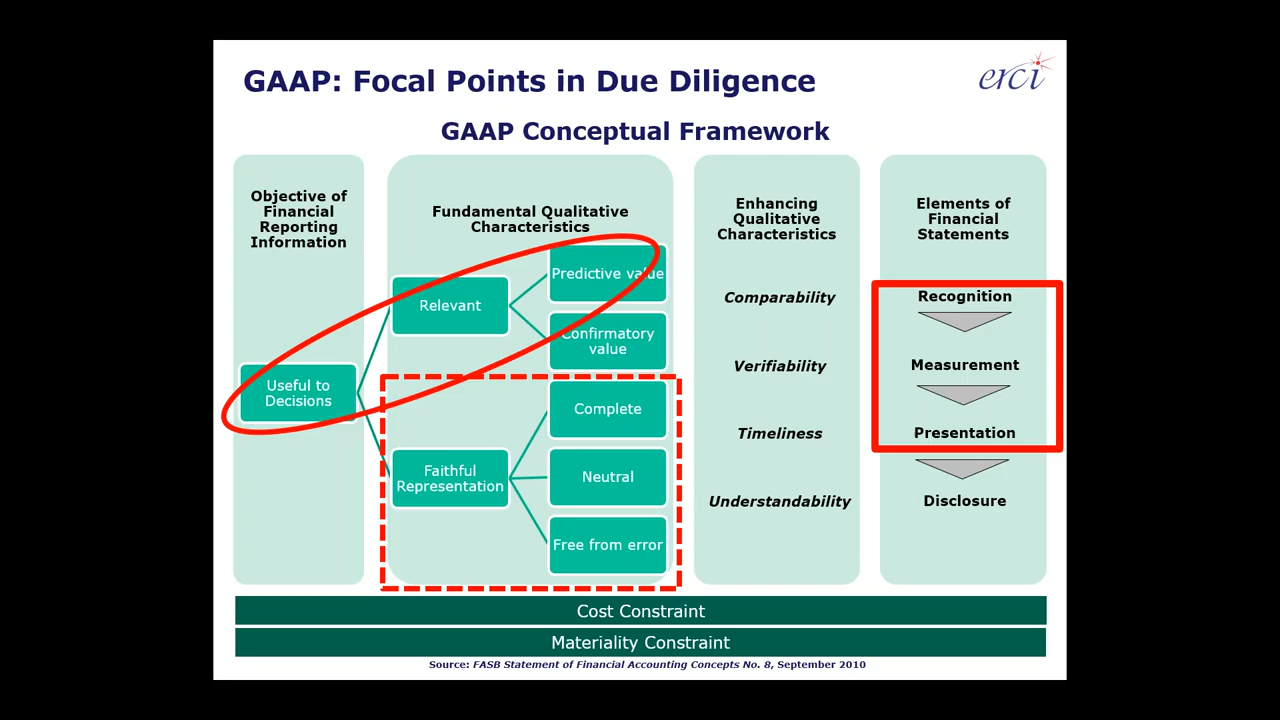 GAAP: Focal Points in Due Diligence
erci
GAAP Conceptual Framework
Objective of
Financial
Reporting
Information
Useful to
Decisions
Fundamental Qualitative
Characteristics
Relevant
Predictive value
Confirmatory
value
Faithful
Representation
Complete
Neutral
Free from error
Enhancing
Qualitative
Characteristics
Comparability
Verifiability
Timeliness
Understandability
Elements of
Financial
Statements
Recognition
Measurement
Presentation
Disclosure
Cost Constraint
Materiality Constraint
Source: FASB Statement of Financial Accounting Concepts No. 8, September 2010